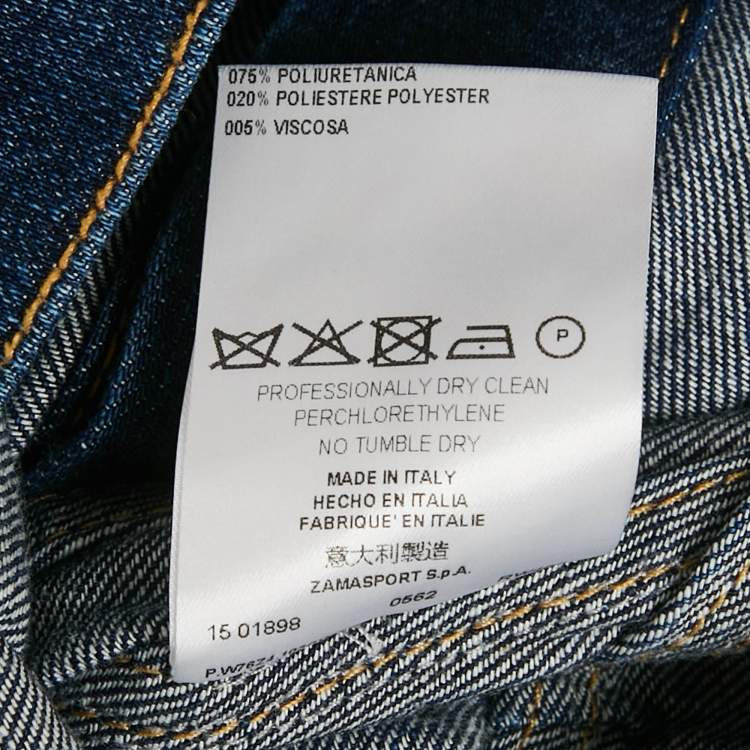 075% POLIURETANICA
020% POLIESTERE POLYESTER
005% VISCOSA
P
PROFESSIONALLY DRY CLEAN
PERCHLORETHYLENE
NO TUMBLE DRY
MADE IN ITALY
HECHO EN ITALIA
FABRIQUE' EN ITALIE
意大利製造
ZAMASPORT S.p.A.
0562
15 01898